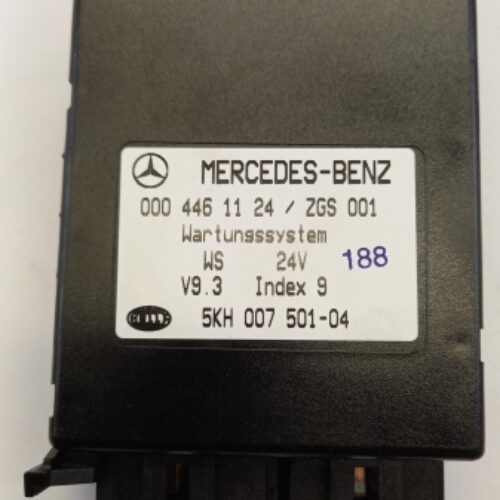 MERCEDES-BENZ
000 446 11 24 / ZGS 001
Wartungssystem
WS 24V 188
V9.3 Index 9
5KH 007 501-04